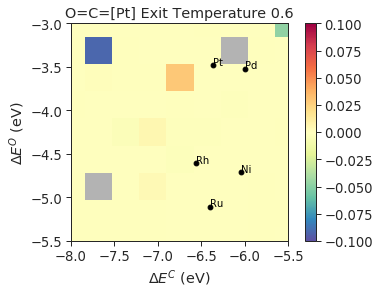 O=C=[Pt] Exit Temperature 0.6
−3.0
−3.5
−4.0
−4.5
−5.0
−5.5
ΔE^O (eV)
Pt
Pd
Rh
Ni
Ru
−8.0 −7.5 −7.0 −6.5 −6.0 −5.5
ΔE^C (eV)
0.100
0.075
0.050
0.025
0.000
−0.025
−0.050
−0.075
−0.100